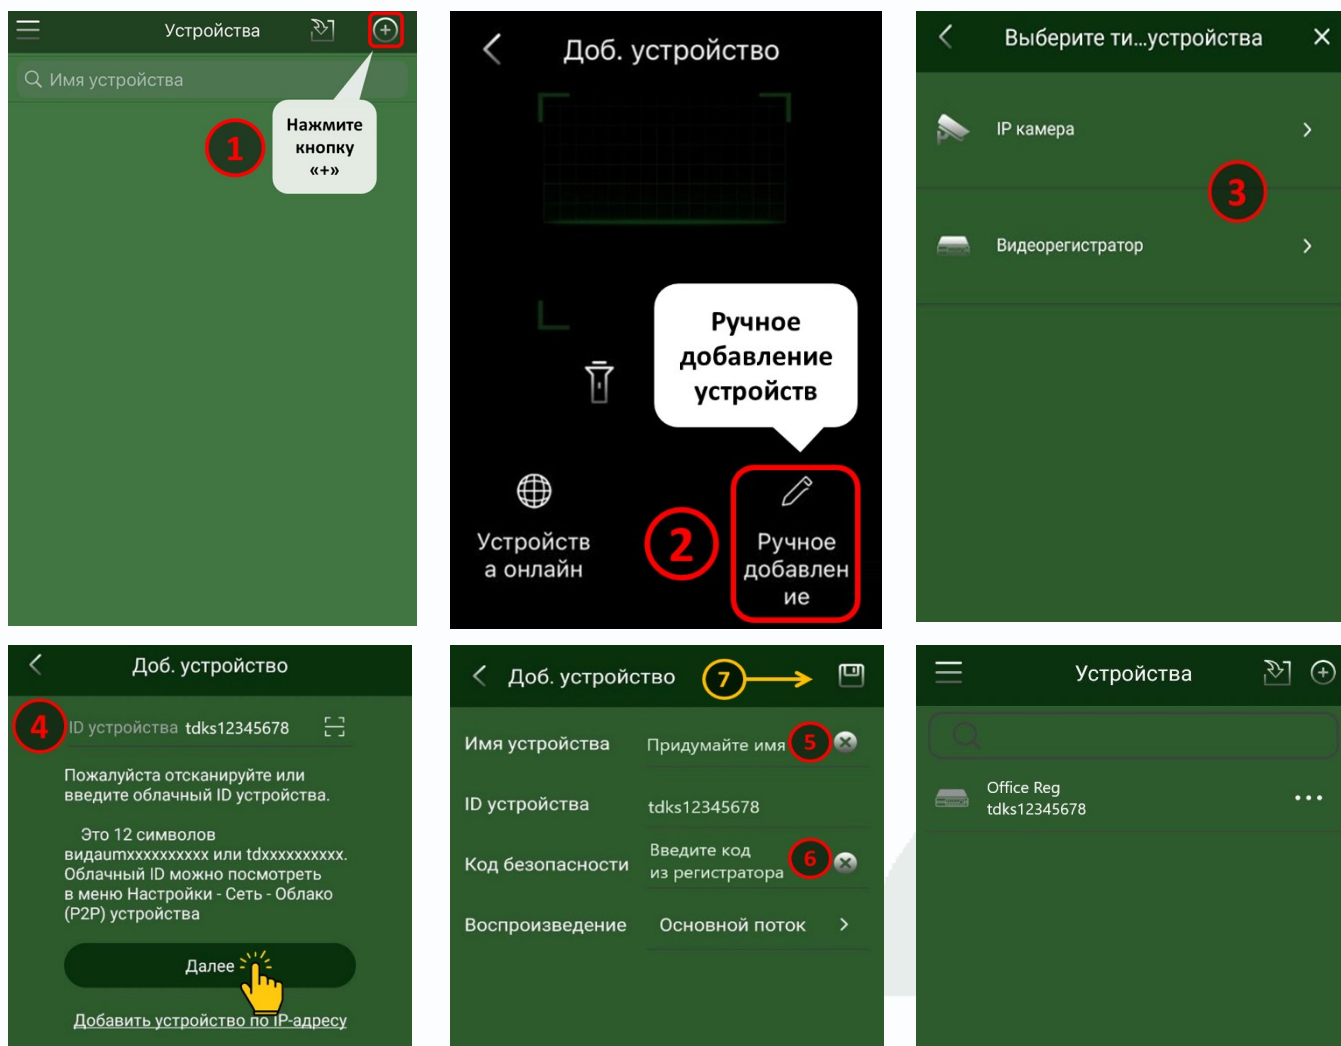 Устройства
Имя устройства
1
Нажмите
кнопку
«+»
Доб. устройство
Ручное
добавление
устройств
Устройств
а онлайн
2
Ручное
добавлен
ие
Выберите ти...устройства
IP камера
3
Видеорегистратор
Доб. устройство
4
ID устройства tdks12345678
Пожалуйста отсканируйте или
введите облачный ID устройства.
Это 12 символов
видаumxxxxxxxxxx или tdxxxxxxxxxx.
Облачный ID можно посмотреть
в меню Настройки - Сеть - Облако
(P2P) устройства
Далее
Добавить устройство по IP-адресу
Доб. устройство 7
Имя устройства Придумайте имя 5
ID устройства tdks12345678
Код безопасности Введите код
из регистратора 6
Воспроизведение Основной поток
Устройства
Office Reg
tdks12345678